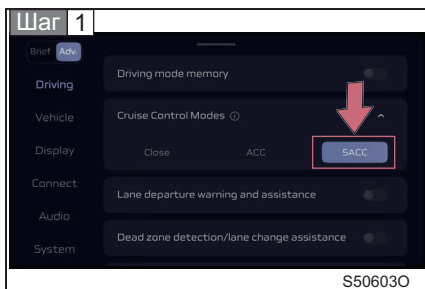 Шаг 1
Brief Adv.
Driving
Vehicle
Display
Connect
Audio
System
Driving mode memory
Cruise Control Modes ⓘ
Close ACC SACC
Lane departure warning and assistance
Dead zone detection/lane change assistance
S50603O